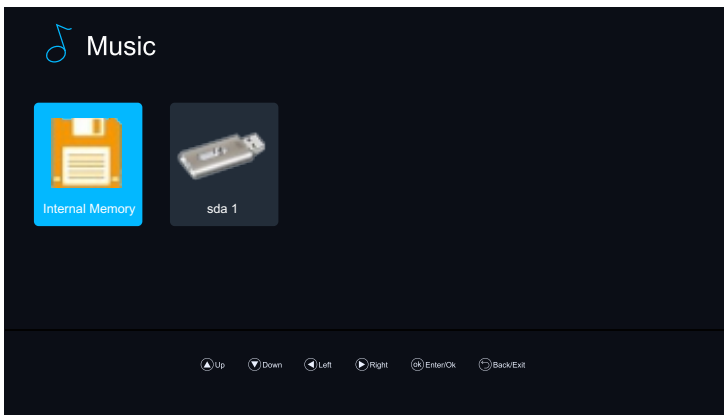 Music
Internal Memory
sda 1
Up Down Left Right ok Enter/Ok Back/Exit